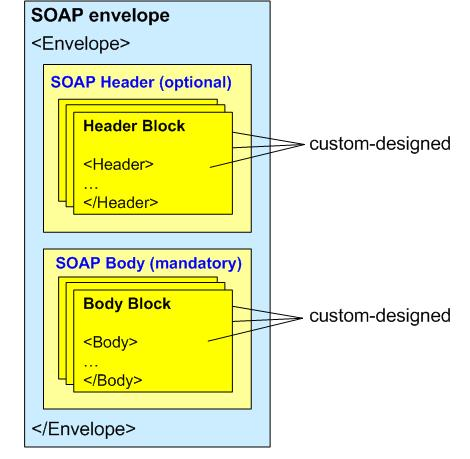 SOAP envelope
<Envelope>
SOAP Header (optional)
Header Block
<Header>
...
</Header>
custom-designed
SOAP Body (mandatory)
Body Block
<Body>
...
</Body>
custom-designed
</Envelope>